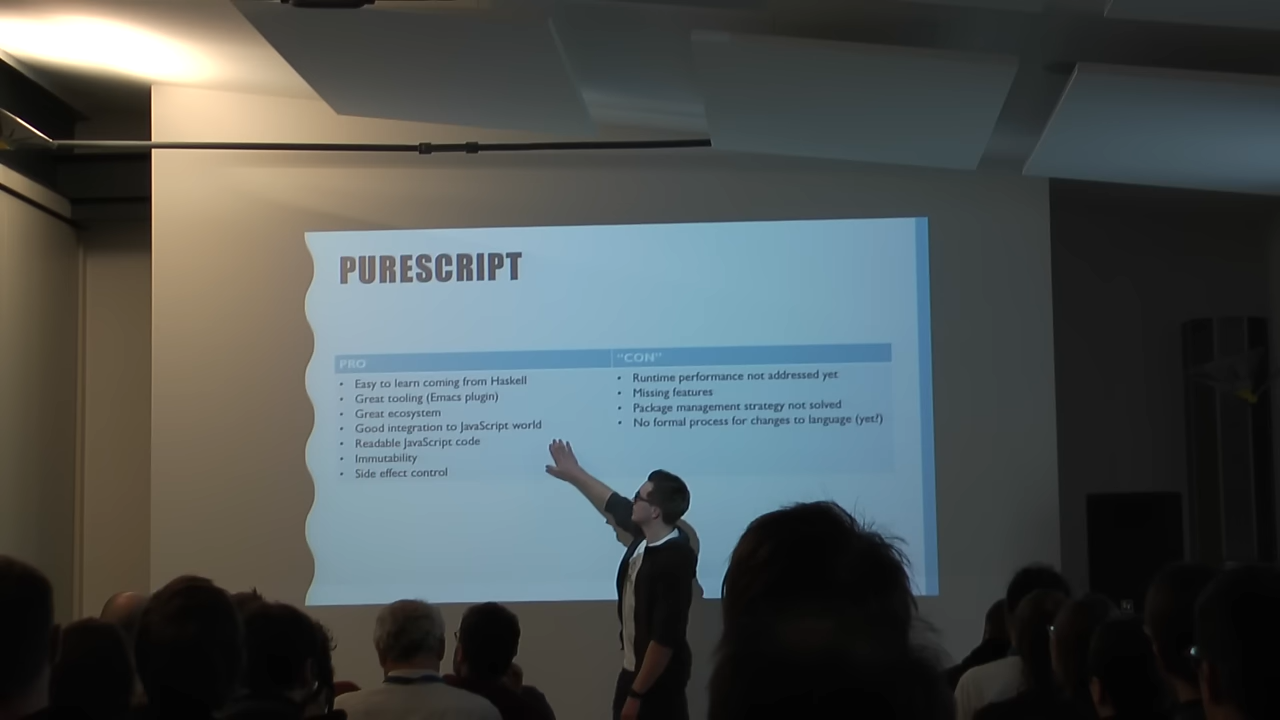 PURESCRIPT
PRO
• Easy to learn coming from Haskell
• Great tooling (Emacs plugin)
• Great ecosystem
• Good integration to JavaScript world
• Readable JavaScript code
• Immutability
• Side effect control
"CON"
• Runtime performance not addressed yet
• Missing features
• Package management strategy not solved
• No formal process for changes to language (yet?)